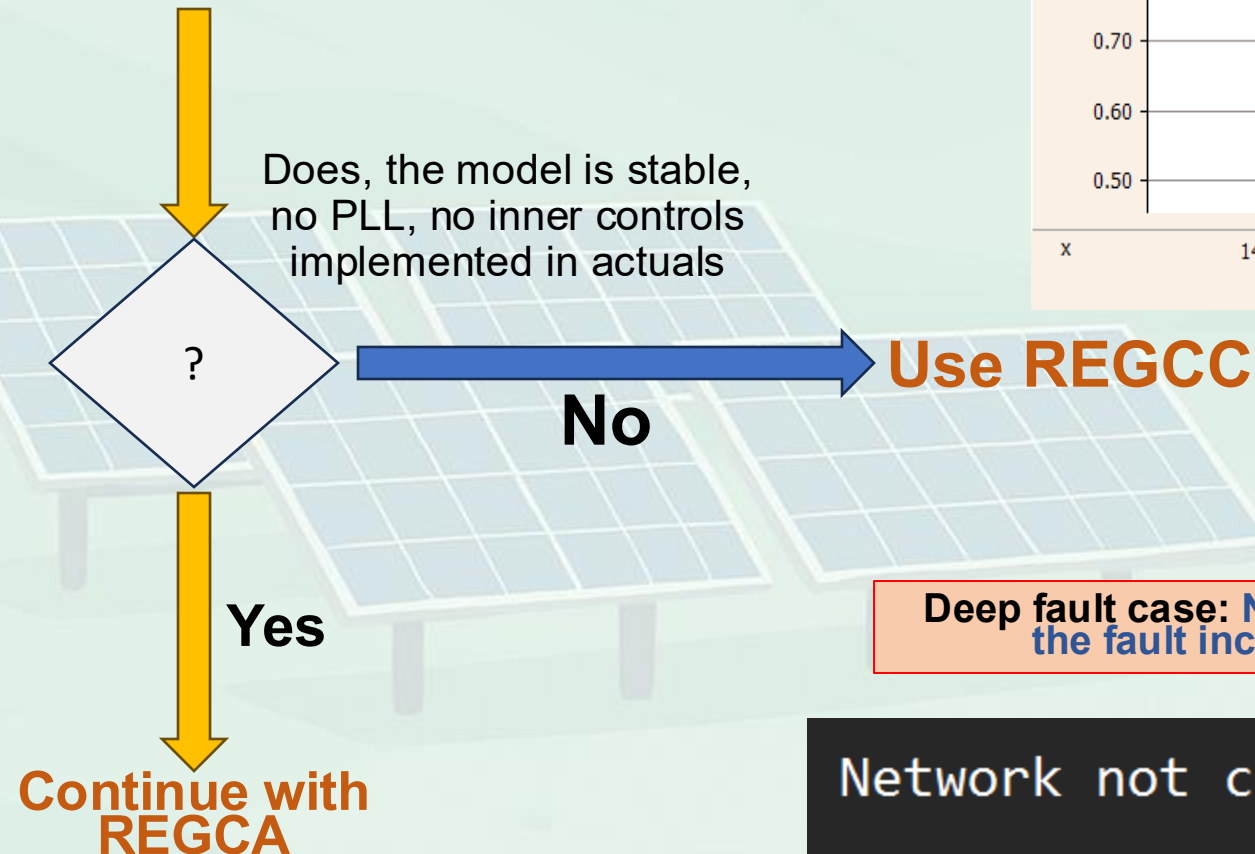 0.70
0.60
0.50
x
Does, the model is stable,
no PLL, no inner controls
implemented in actuals
?
Use REGCC
No
Yes
Deep fault case:
the fault
Continue with
REGCA
Network not